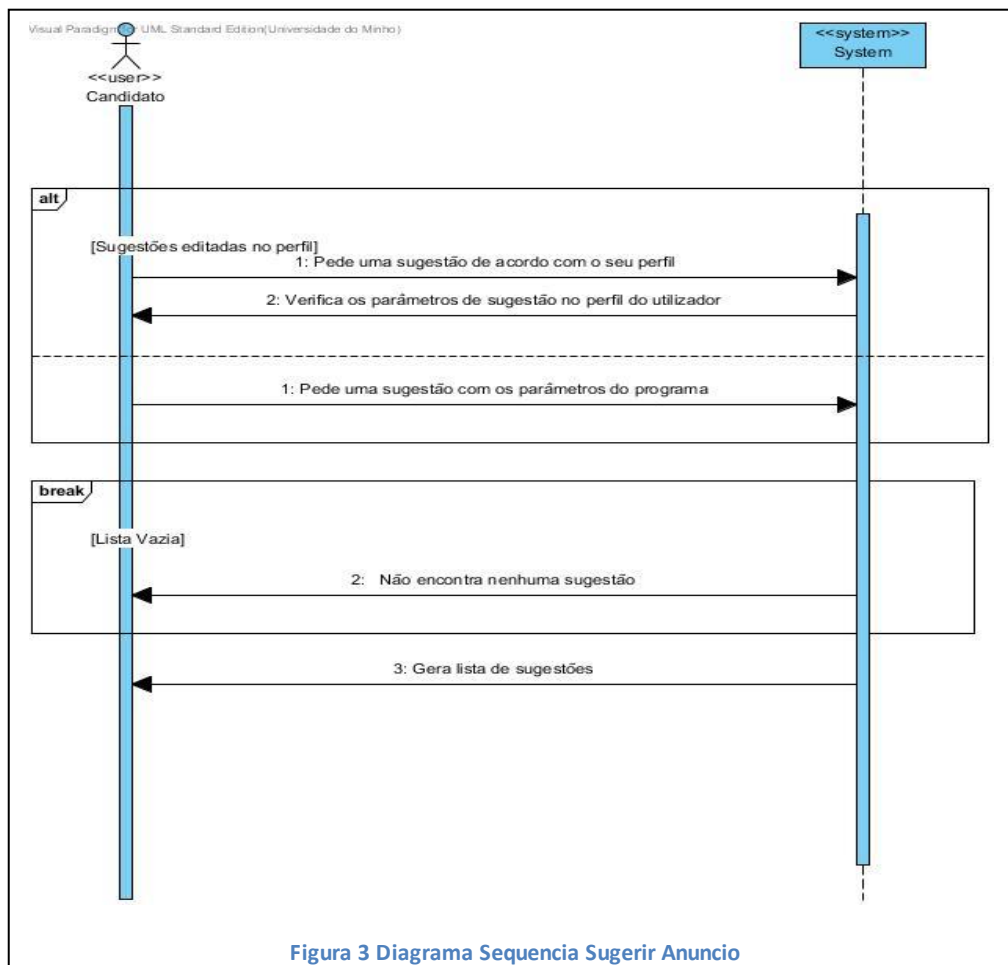 Visual Paradigm for UML Standard Edition(Universidade do Minho)
<<system>>
System
<<user>>
Candidato
alt
[Sugestões editadas no perfil]
1: Pede uma sugestão de acordo com o seu perfil
2: Verifica os parâmetros de sugestão no perfil do utilizador
1: Pede uma sugestão com os parâmetros do programa
break
[Lista Vazia]
2: Não encontra nenhuma sugestão
3: Gera lista de sugestões
Figura 3 Diagrama Sequencia Sugerir Anuncio